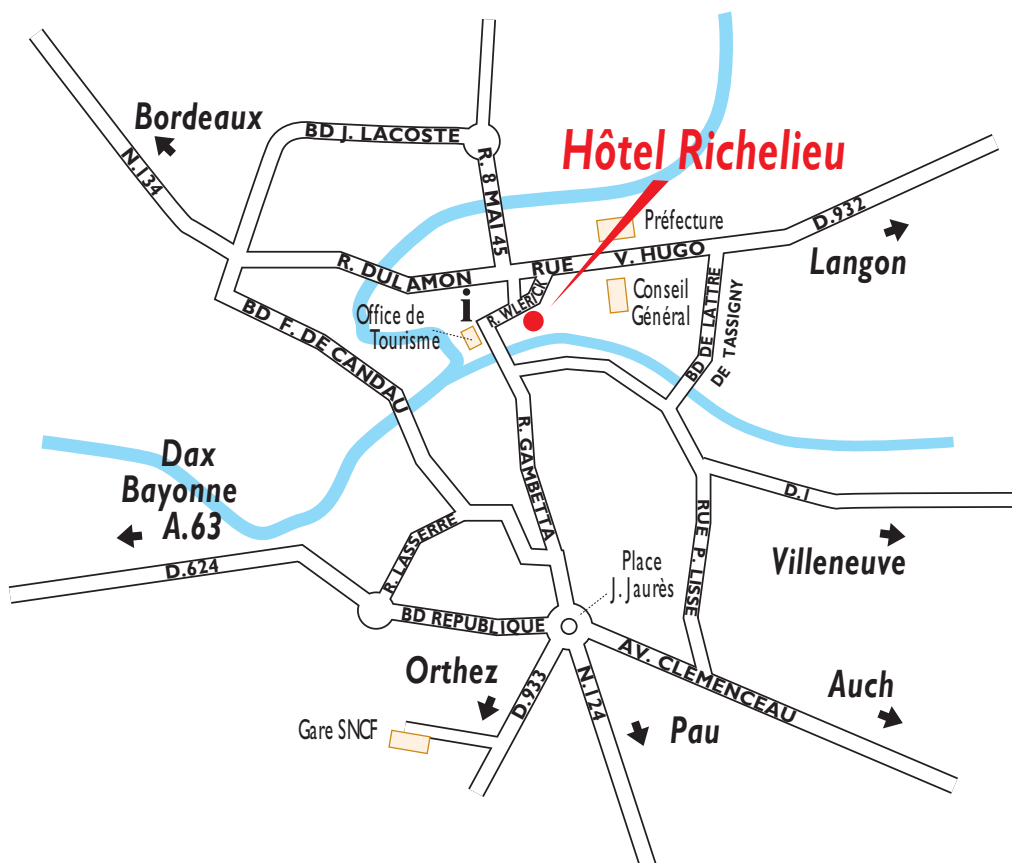 Bordeaux
BD J. LACOSTE
N.134
R. 8 MAI 45
Hôtel Richelieu
Préfecture
D.932
Langon
R. DULAMON
RUE V. HUGO
i
R. WLERICK
Office de
Tourisme
Conseil
Général
BD DE LATTRE
DE TASSIGNY
BD F. DE CANDAU
R. GAMBETTA
Dax
Bayonne
A.63
D.624
R. LASSERRE
D.1
Villeneuve
RUE P. LISSE
Place
J. Jaurès
BD REPUBLIQUE
AV. CLEMENCEAU
Orthez
D.933
N.124
Auch
Gare SNCF
Pau